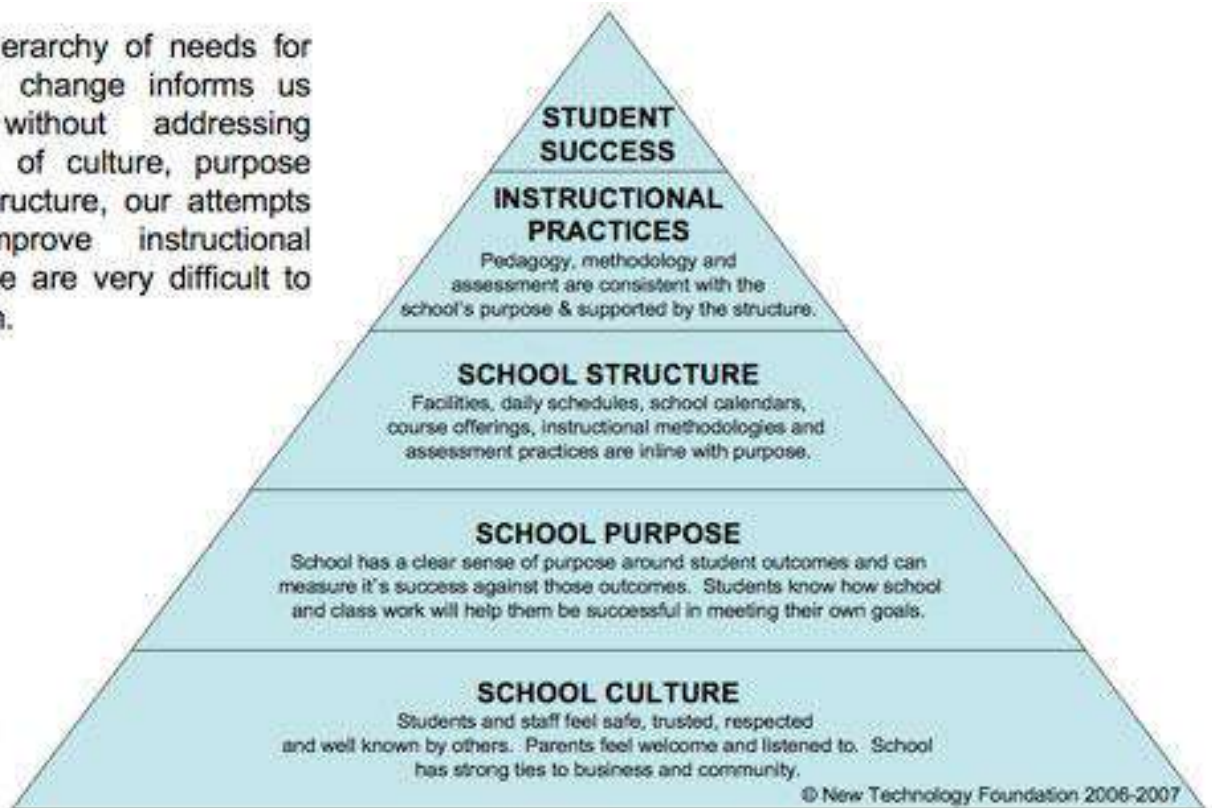 erarchy of needs for
change informs us
without addressing
of culture, purpose
ructure, our attempts
mprove instructional
e are very difficult to
n.
STUDENT
SUCCESS
INSTRUCTIONAL
PRACTICES
Pedagogy, methodology and
assessment are consistent with the
school's purpose & supported by the structure.
SCHOOL STRUCTURE
Facilities, daily schedules, school calendars,
course offerings, instructional methodologies and
assessment practices are inline with purpose.
SCHOOL PURPOSE
School has a clear sense of purpose around student outcomes and can
measure it's success against those outcomes. Students know how school
and class work will help them be successful in meeting their own goals.
SCHOOL CULTURE
Students and staff feel safe, trusted, respected
and well known by others. Parents feel welcome and listened to. School
has strong ties to business and community.
© New Technology Foundation 2006-2007